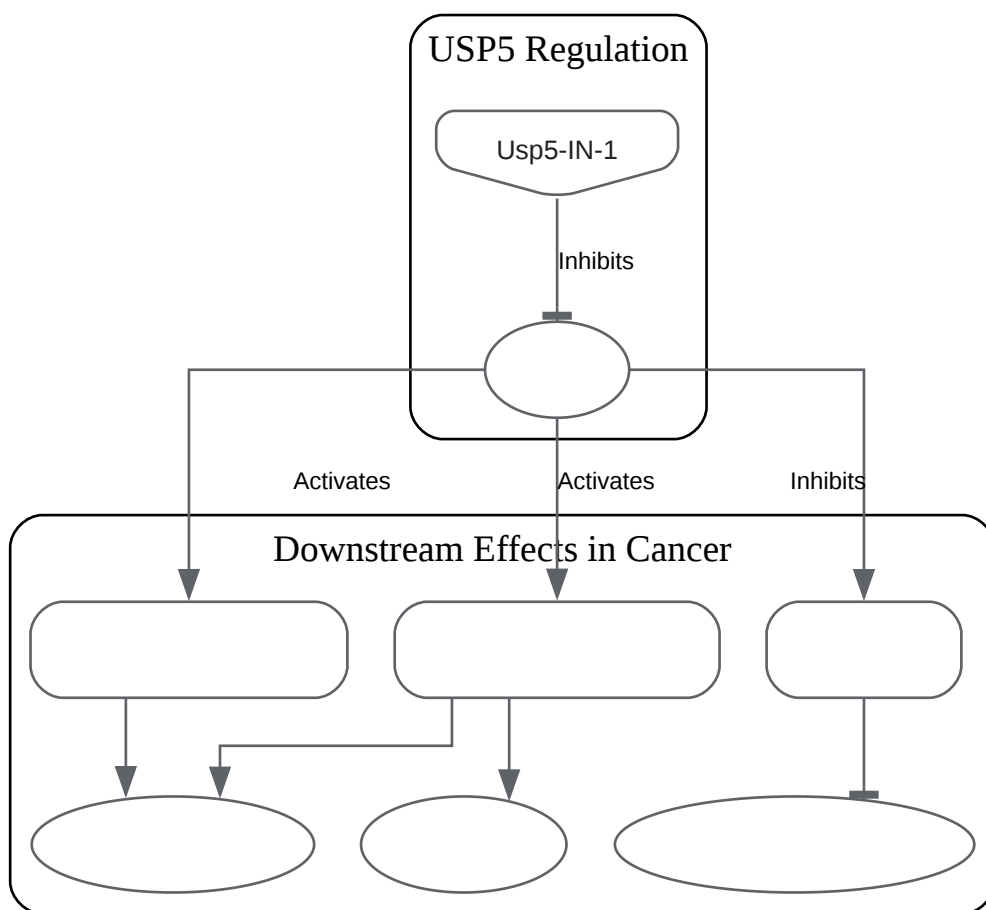 USP5 Regulation
Usp5-IN-1
Inhibits
Activates
Activates
Inhibits
Downstream Effects in Cancer